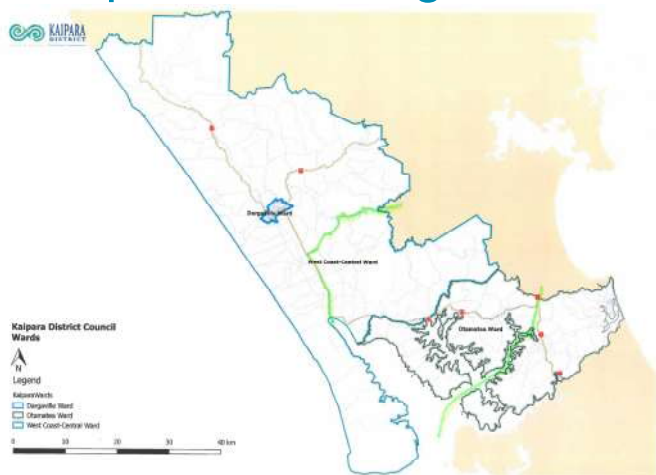 KAIPARA
DISTRICT
Dargaville Ward
West Coast-Central Ward
Otamatea Ward
Kaipara District Council
Wards
N
Legend
KaiparaWards
Dargaville Ward
Otamatea Ward
West Coast-Central Ward
0 10 20 30 40 km